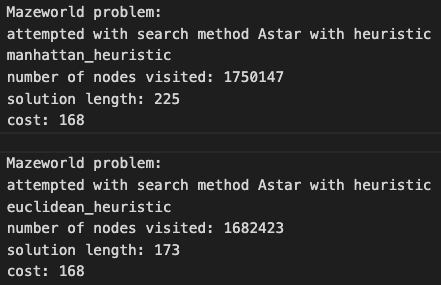 Mazeworld problem:
attempted with search method Astar with heuristic
manhattan_heuristic
number of nodes visited: 1750147
solution length: 225
cost: 168
Mazeworld problem:
attempted with search method Astar with heuristic
euclidean_heuristic
number of nodes visited: 1682423
solution length: 173
cost: 168